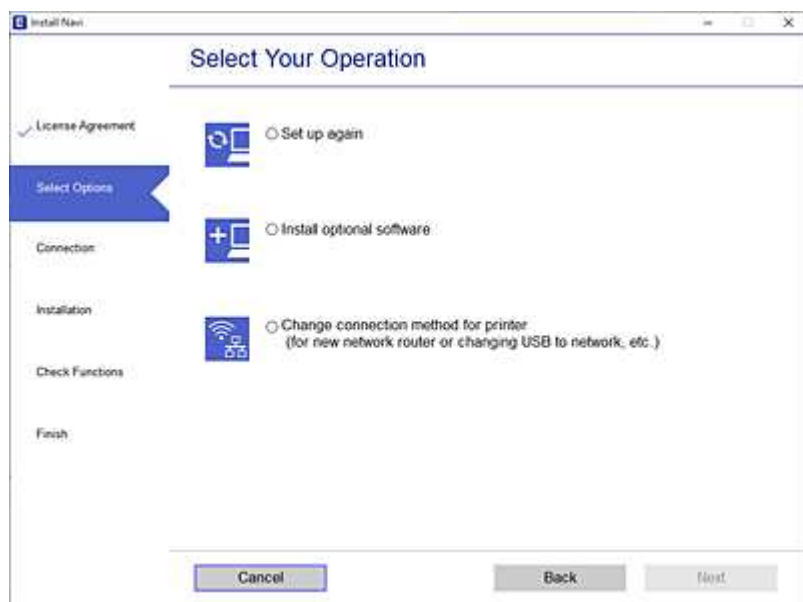 Install Navi
Select Your Operation
License Agreement
Select Options
Connection
Installation
Check Functions
Finish
Set up again
Install optional software
Change connection method for printer
(for new network router or changing USB to network, etc.)
Cancel
Back
Next